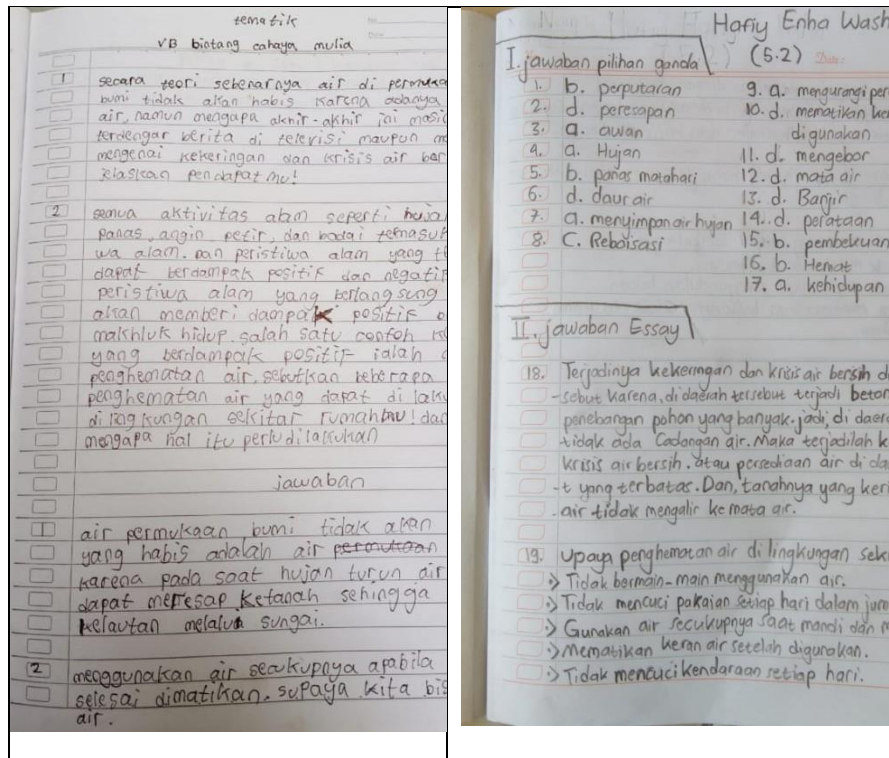 tematik
VB bintang cahaya mulia
1 secara teori sebenarnya air di permuka
bumi tidak akan habis karena adanya
air, namun mengapa akhir-akhir ini masi
terdengar berita di televisi maupun
mengenai kekeringan dan krisis air ber
jelaskan pendapat mu!
2 semua aktivitas alam seperti huja
panas, angin, petir, dan badai termasuk
wa alam. Dan peristiwa alam yang
dapat berdampak positif dan negatif
peristiwa alam yang berlangsung
akan memberi dampak positif
makhluk hidup. salah satu contoh
yang berdampak positif ialah
penghematan air, sebutkan beberapa
penghematan air yang dapat di laku
di lingkungan sekitar rumahmu! dan
mengapa hal itu perlu dilakukan
jawaban
1 air permukaan bumi tidak akan
yang habis adalah air permukaan
karena pada saat hujan turun air
dapat meresap ketanah sehingga
kelautan melalui sungai.
2 menggunakan air secukupnya apabila
selesai dimatikan, supaya kita bis
air.
Hafiy Enha Wash
(5.2) Date:
I. jawaban pilihan ganda
1. b. perputaran
2. d. peresapan
3. a. awan
4. a. Hujan
5. b. panas matahari
6. d. daur air
7. a. menyimpan air hujan
8. C. Reboisasi
9. a. mengurangi per
10. d. mematikan ke
digunakan
11. d. mengebor
12. d. mata air
13. d. Banjir
14. d. perataan
15. b. pembekuan
16. b. Hemat
17. a. kehidupan
II. jawaban Essay
18. Terjadinya kekeringan dan krisis air bersih d
-sebut karena, didaerah tersebut terjadi beton
penebangan pohon yang banyak. jadi, di daer
tidak ada Cadangan air. Maka terjadilah k
krisis air bersih. atau persediaan air di da
-t yang terbatas. Dan, tanahnya yang keri
air tidak mengalir ke mata air.
19. upaya penghematan air di lingkungan sek
:> Tidak bermain-main menggunakan air.
:> Tidak mencuci pakaian setiap hari dalam jum
:> Gunakan air secukupnya saat mandi dan m
:> Mematikan keran air setelah digunakan.
:> Tidak mencuci kendaraan setiap hari.